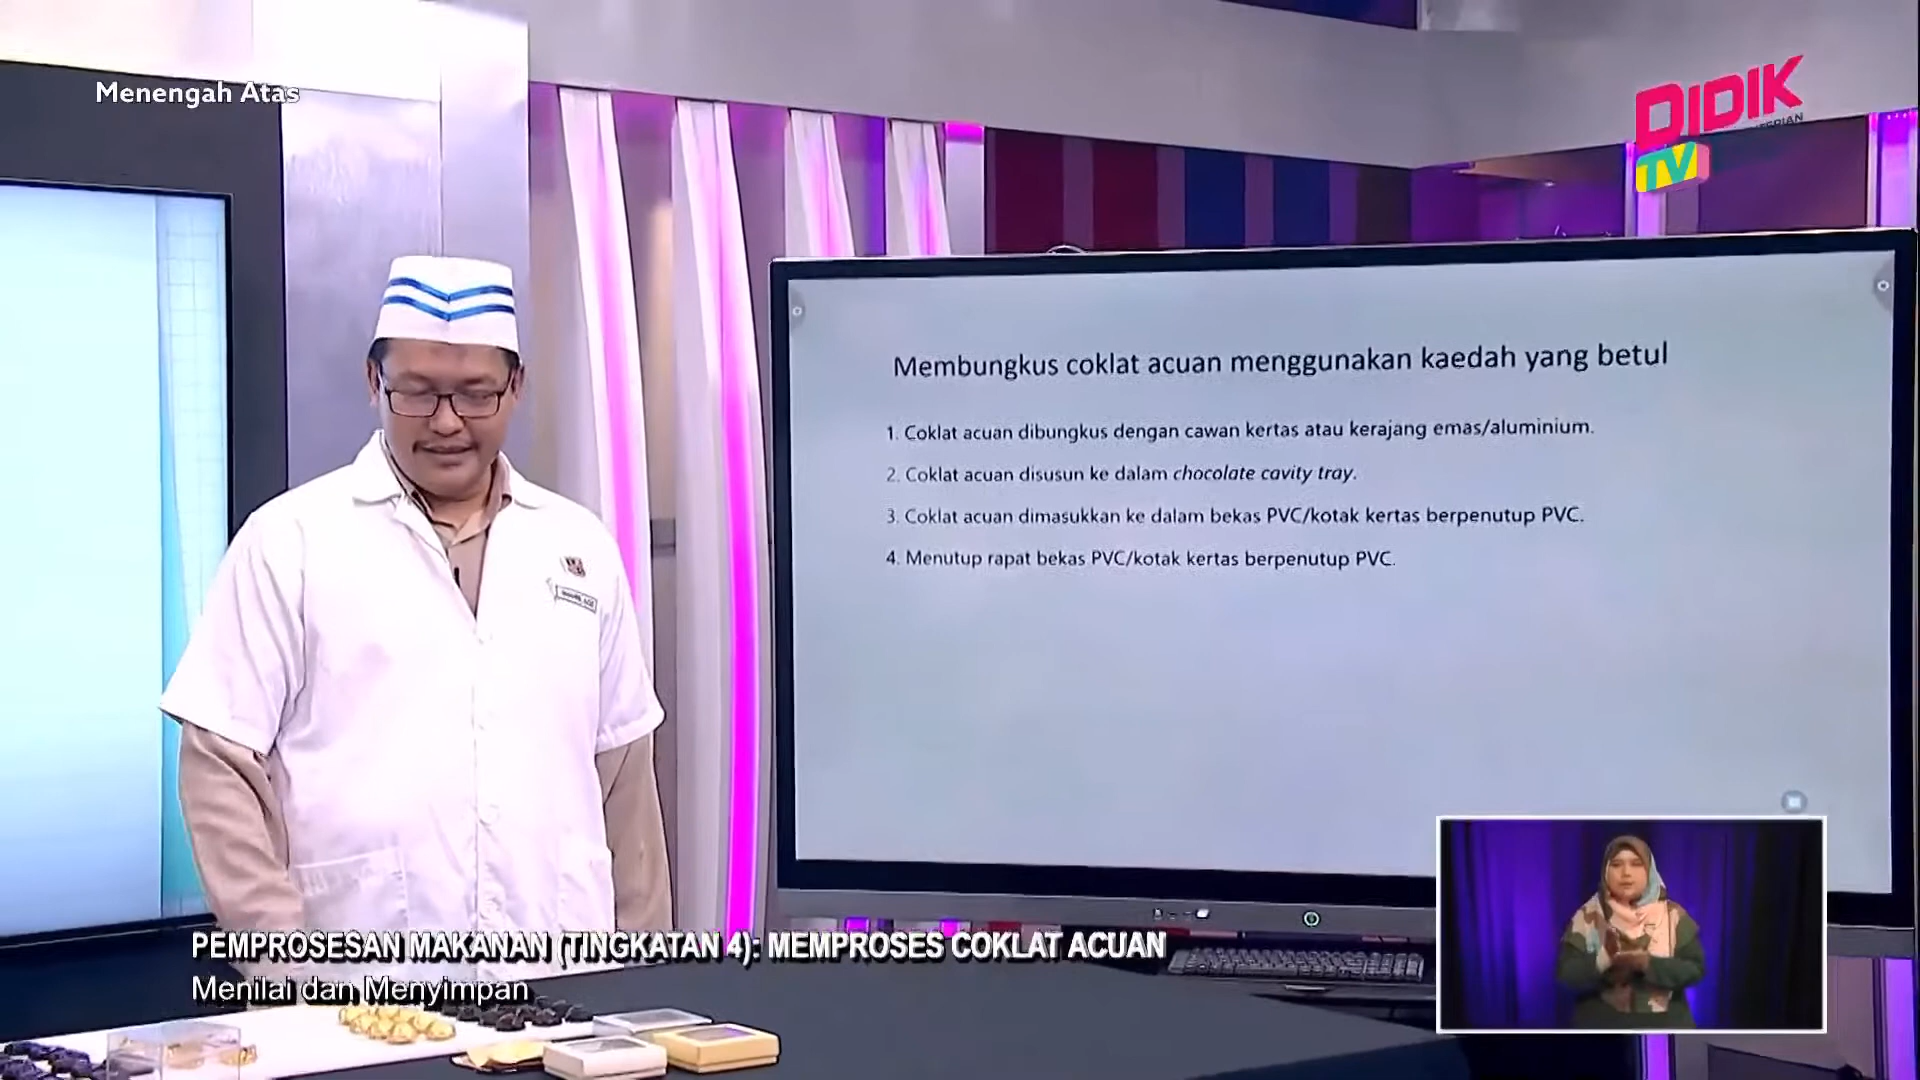 Menengah Atas
DIDIK
TV
Membungkus coklat acuan menggunakan kaedah yang betul
1. Coklat acuan dibungkus dengan cawan kertas atau kerajang emas/aluminium.
2. Coklat acuan disusun ke dalam chocolate cavity tray.
3. Coklat acuan dimasukkan ke dalam bekas PVC/kotak kertas berpenutup PVC.
4. Menutup rapat bekas PVC/kotak kertas berpenutup PVC.
PEMPROSESAN MAKANAN (TINGKATAN 4): MEMPROSES COKLAT ACUAN
Menilai dan Menyimpan